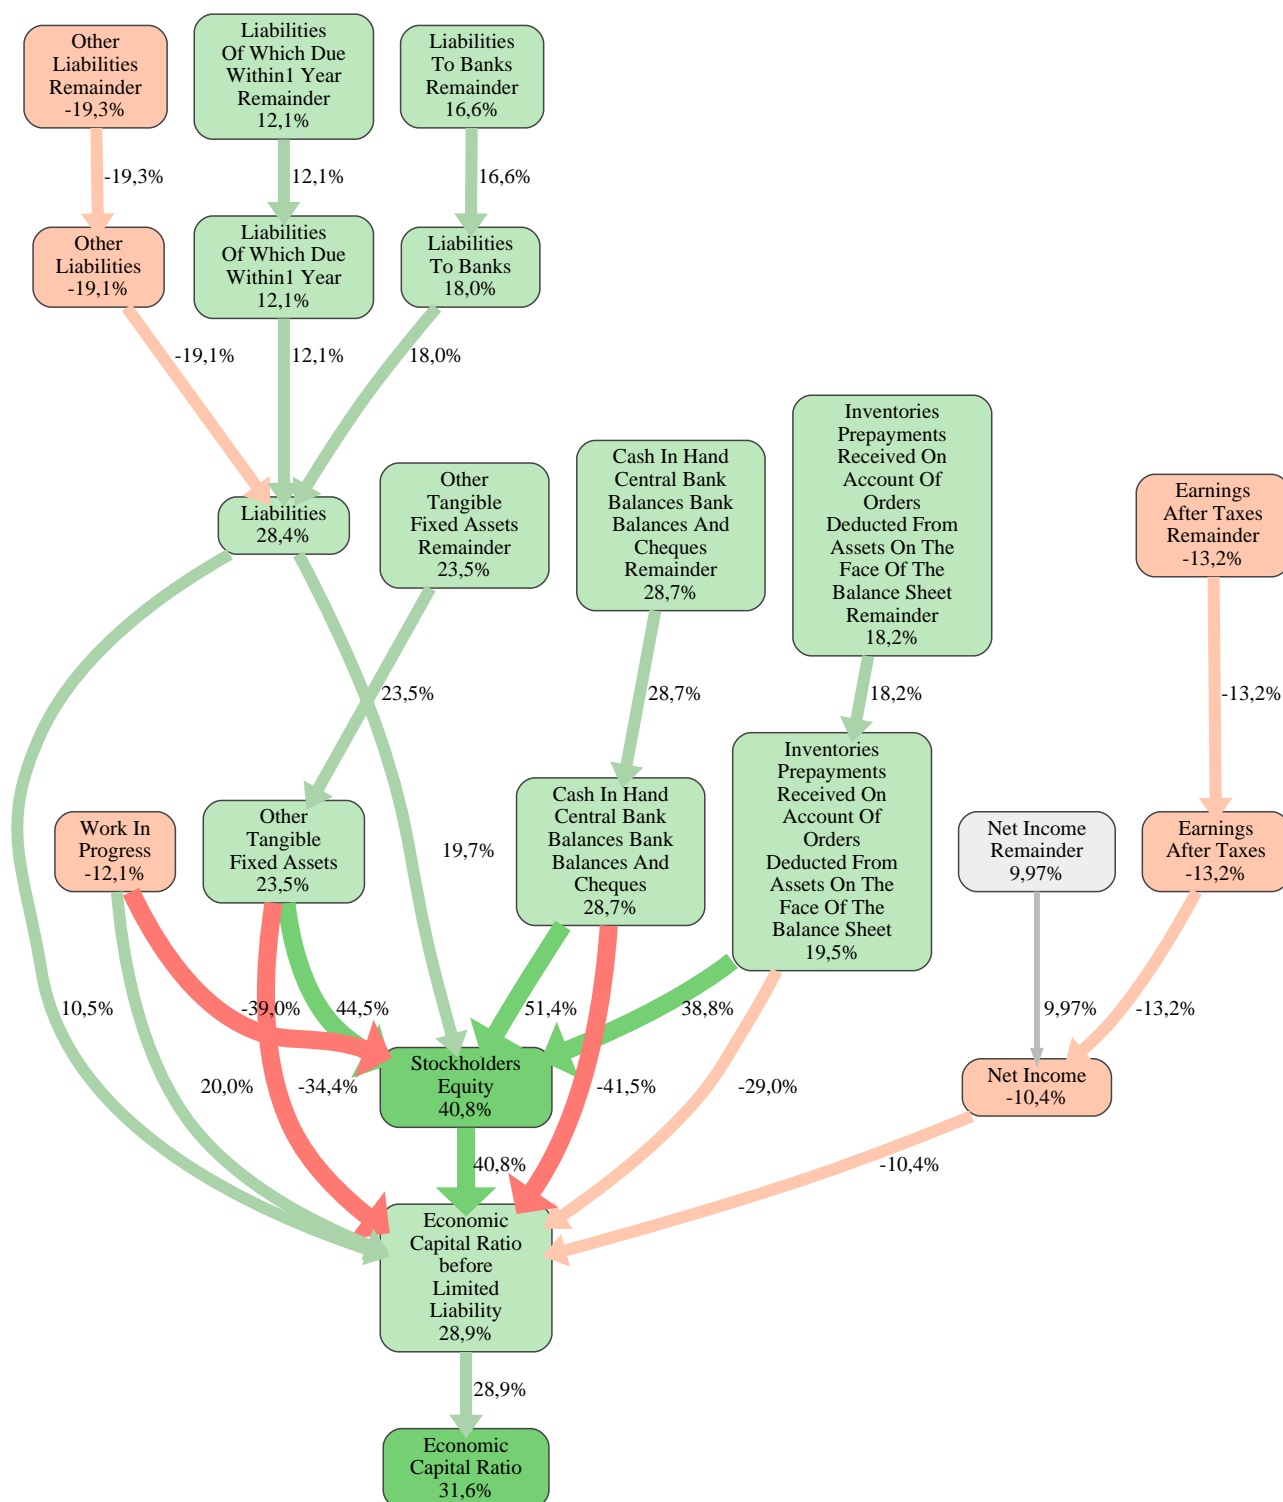 Other
Liabilities
Remainder
-19,3%
Liabilities
Of Which Due
Within1 Year
Remainder
12,1%
Liabilities
To Banks
Remainder
16,6%
-19,3%
12,1%
16,6%
Other
Liabilities
-19,1%
Liabilities
Of Which Due
Within1 Year
12,1%
Liabilities
To Banks
18,0%
-19,1%
12,1%
18,0%
Liabilities
28,4%
Other
Tangible
Fixed Assets
Remainder
23,5%
Cash In Hand
Central Bank
Balances Bank
Balances And
Cheques
Remainder
28,7%
Inventories
Prepayments
Received On
Account Of
Orders
Deducted From
Assets On The
Face Of The
Balance Sheet
Remainder
18,2%
Earnings
After Taxes
Remainder
-13,2%
23,5%
28,7%
18,2%
-13,2%
Work In
Progress
-12,1%
Other
Tangible
Fixed Assets
23,5%
19,7%
Cash In Hand
Central Bank
Balances Bank
Balances And
Cheques
28,7%
Inventories
Prepayments
Received On
Account Of
Orders
Deducted From
Assets On The
Face Of The
Balance Sheet
19,5%
Net Income
Remainder
9,97%
Earnings
After Taxes
-13,2%
10,5%
-39,0%
44,5%
51,4%
38,8%
9,97%
-13,2%
Stockholders
Equity
40,8%
Net Income
-10,4%
20,0%
-34,4%
-41,5%
-29,0%
40,8%
-10,4%
Economic
Capital Ratio
before
Limited
Liability
28,9%
28,9%
Economic
Capital Ratio
31,6%